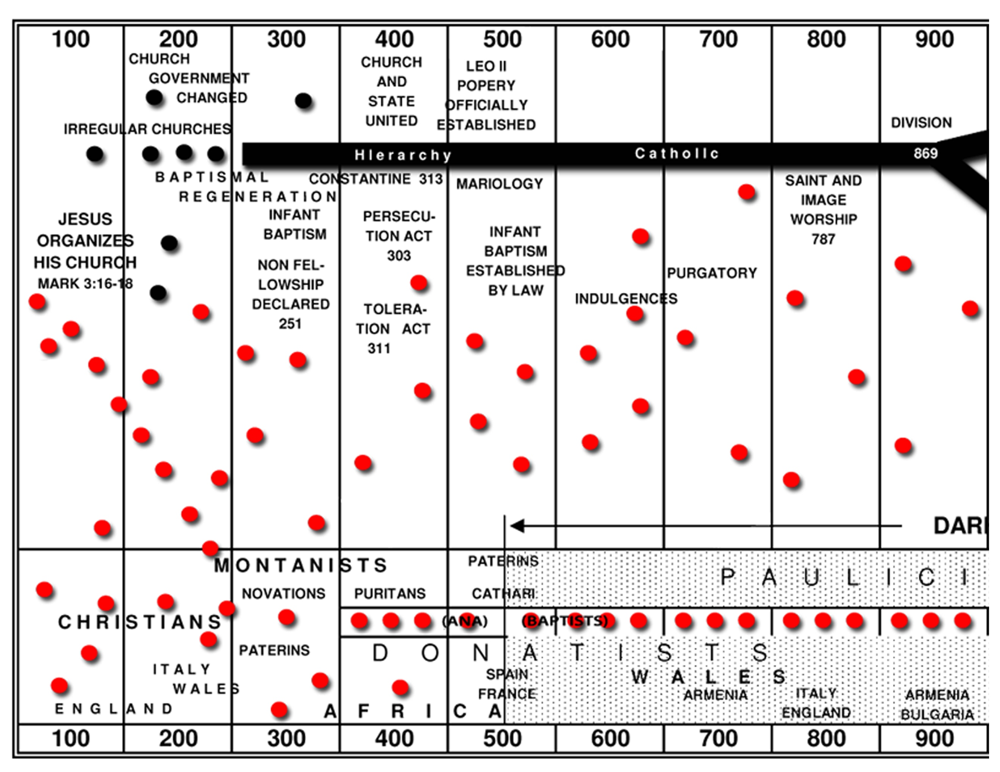 100 200 300 400 500 600 700 800 900
CHURCH
GOVERNMENT
CHANGED
IRREGULAR CHURCHES
CHURCH
AND
STATE
UNITED
LEO II
POPERY
OFFICIALLY
ESTABLISHED
DIVISION
HIerarchy CatholIc 869
BAPTISMAL
REGENERATION
CONSTANTINE 313
MARIOLOGY
JESUS
ORGANIZES
HIS CHURCH
MARK 3:16-18
INFANT
BAPTISM
NON FEL-
LOWSHIP
DECLARED
251
PERSECU-
TION ACT
303
TOLERA-
TION ACT
311
INFANT
BAPTISM
ESTABLISHED
BY LAW
INDULGENCES
PURGATORY
SAINT AND
IMAGE
WORSHIP
787
DARK
MONTANISTS
NOVATIONS
PURITANS
PATERINS
CATHARI
PAULICI
CHRISTIANS
(ANA) (BAPTISTS)
PATERINS
DONATISTS
ITALY
WALES
ENGLAND
AFRICA
SPAIN
FRANCE
WALES
ARMENIA
ITALY
ENGLAND
ARMENIA
BULGARIA
100 200 300 400 500 600 700 800 900